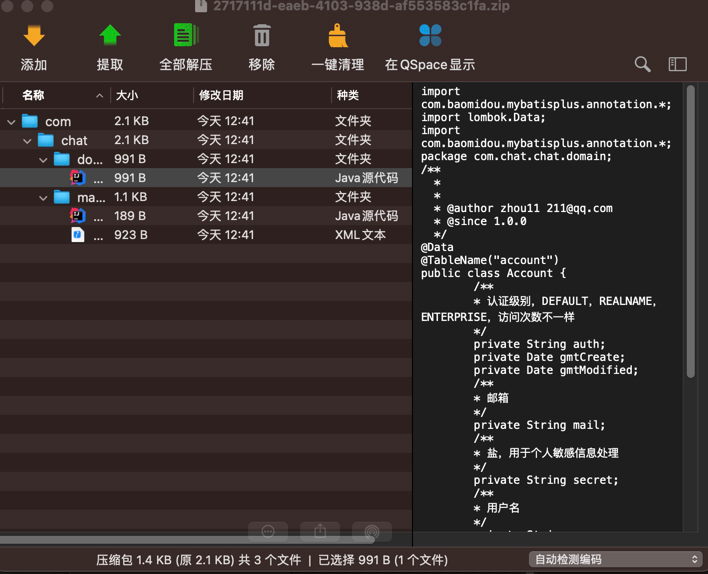 2717111d-eaeb-4103-938d-af553583c1fa.zip
添加 提取 全部解压 移除 一键清理 在QSpace显示
名称 大小 修改日期 种类
com 2.1 KB 今天 12:41 文件夹
chat 2.1 KB 今天 12:41 文件夹
do... 991 B 今天 12:41 文件夹
... 991 B 今天 12:41 Java源代码
ma... 1.1 KB 今天 12:41 文件夹
... 189 B 今天 12:41 Java源代码
... 923 B 今天 12:41 XML文本
import
com.baomidou.mybatisplus.annotation.*;
import lombok.Data;
import
com.baomidou.mybatisplus.annotation.*;
package com.chat.chat.domain;
/**
*
*
* @author zhou11 211@qq.com
* @since 1.0.0
*/
@Data
@TableName("account")
public class Account {
/**
* 认证级别，DEFAULT，REALNAME，
ENTERPRISE，访问次数不一样
*/
private String auth;
private Date gmtCreate;
private Date gmtModified;
/**
* 邮箱
*/
private String mail;
/**
* 盐，用于个人敏感信息处理
*/
private String secret;
/**
* 用户名
*/
压缩包 1.4 KB (原 2.1 KB) 共 3 个文件 | 已选择 991 B (1 个文件)
自动检测编码